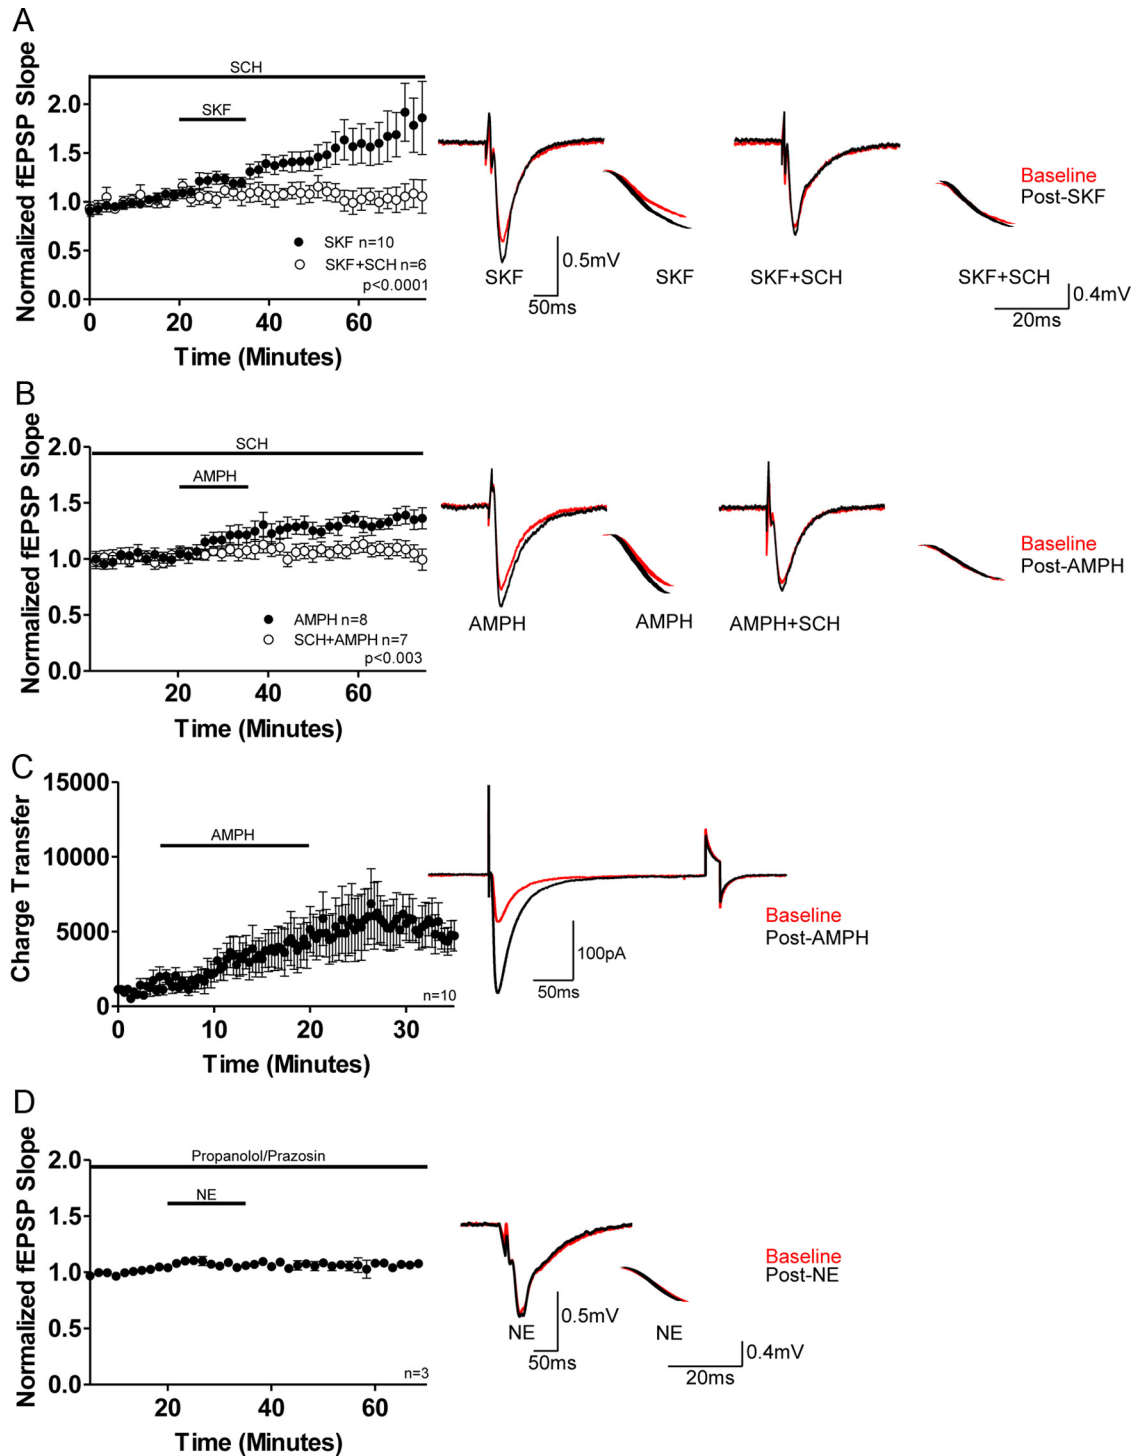 A
Normalized fEPSP Slope
2.0
1.5
1.0
0.5
0.0
SCH
SKF
SKF n=10
SKF+SCH n=6
p<0.0001
0
20
40
60
Time (Minutes)
SKF
0.5mV
50ms
SKF
SKF+SCH
SKF+SCH
Baseline
Post-SKF
0.4mV
20ms
B
Normalized fEPSP Slope
2.0
1.5
1.0
0.5
0.0
SCH
AMPH
AMPH n=8
SCH+AMPH n=7
p<0.003
20
40
60
Time (Minutes)
AMPH
AMPH
AMPH+SCH
Baseline
Post-AMPH
C
Charge Transfer
15000
10000
5000
0
AMPH
n=10
0
10
20
30
Time (Minutes)
100pA
50ms
Baseline
Post-AMPH
D
Normalized fEPSP Slope
2.0
1.5
1.0
0.5
0.0
Propanolol/Prazosin
NE
n=3
20
40
60
Time (Minutes)
NE
0.5mV
50ms
NE
Baseline
Post-NE
0.4mV
20ms